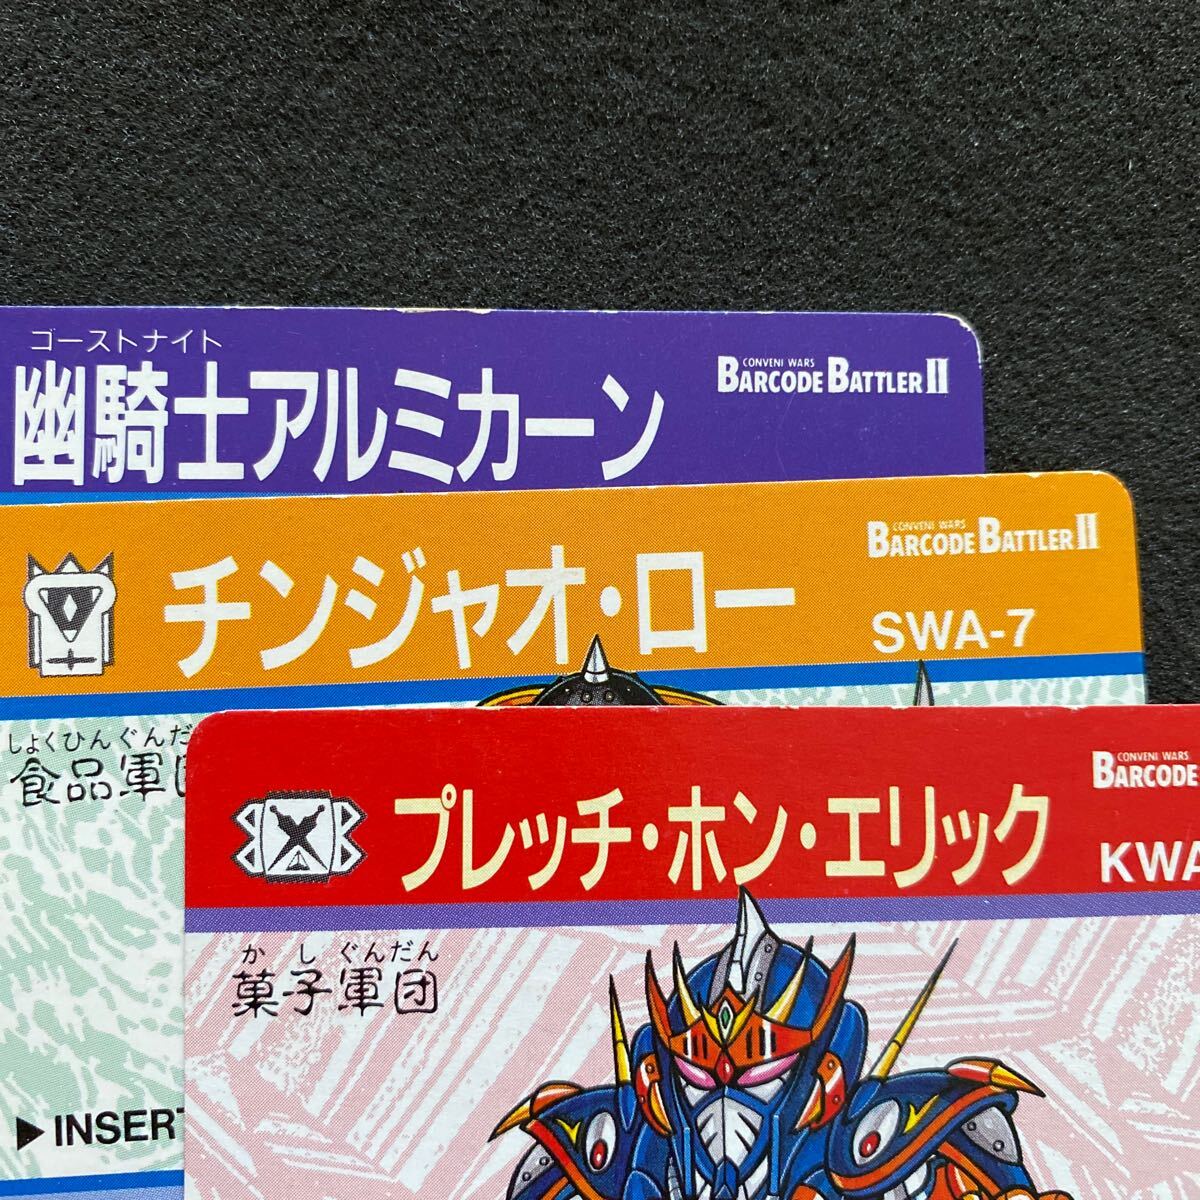 ゴーストナイト
幽騎士アルミカーン
CONVENI WARS
BARCODE BATTLER II
チンジャオ・ロー
CONVENI WARS
BARCODE BATTLER II
SWA-7
しょくひんぐんだ
食品軍団
▶INSERT
プレッチ・ホン・エリック
CONVENI WARS
BARCODE
KWA
かしぐんだん
菓子軍団